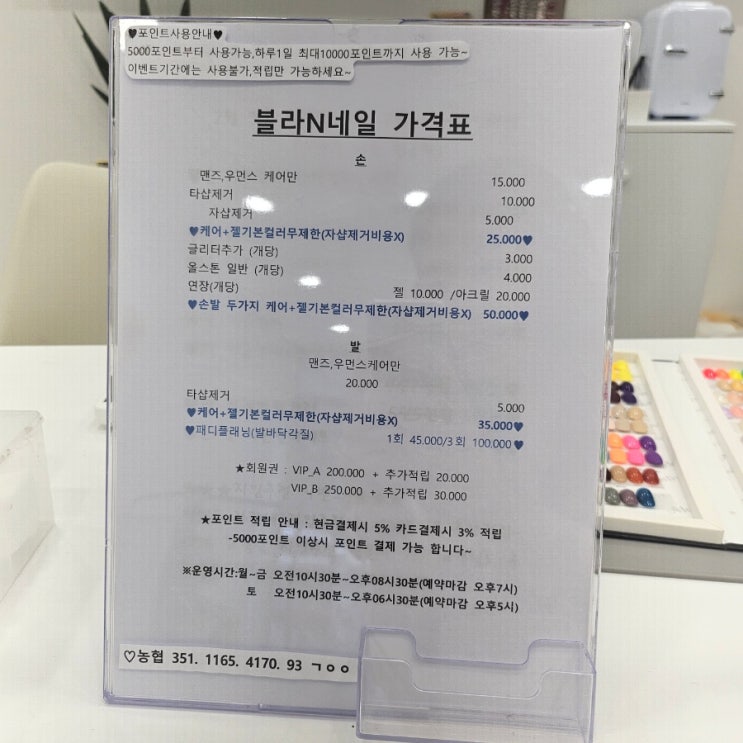 ♥포인트사용안내♥
5000포인트부터 사용가능,하루1일 최대10000포인트까지 사용 가능~
이벤트기간에는 사용불가,적립만 가능하세요~
블라N네일 가격표
손
맨즈,우먼스 케어만 15.000
타샵제거 10.000
자샵제거 5.000
♥케어+젤기본컬러무제한(자샵제거비용X) 25.000♥
글리터추가 (개당) 3.000
올스톤 일반 (개당) 4.000
연장(개당) 젤 10.000 /아크릴 20.000
♥손발 두가지 케어+젤기본컬러무제한(자샵제거비용X) 50.000♥
발
맨즈,우먼스케어만
20.000
타샵제거 5.000
♥케어+젤기본컬러무제한(자샵제거비용X) 35.000♥
♥패디플래닝(발바닥각질) 1회 45.000/3회 100.000♥
★회원권 : VIP_A 200.000 + 추가적립 20.000
VIP_B 250.000 + 추가적립 30.000
★포인트 적립 안내 : 현금결제시 5% 카드결제시 3% 적립
-5000포인트 이상시 포인트 결제 가능 합니다~
※운영시간:월~금 오전10시30분~오후08시30분(예약마감 오후7시)
토 오전10시30분~오후06시30분(예약마감 오후5시)
♡농협 351. 1165. 4170. 93 ㄱㅇㅇ